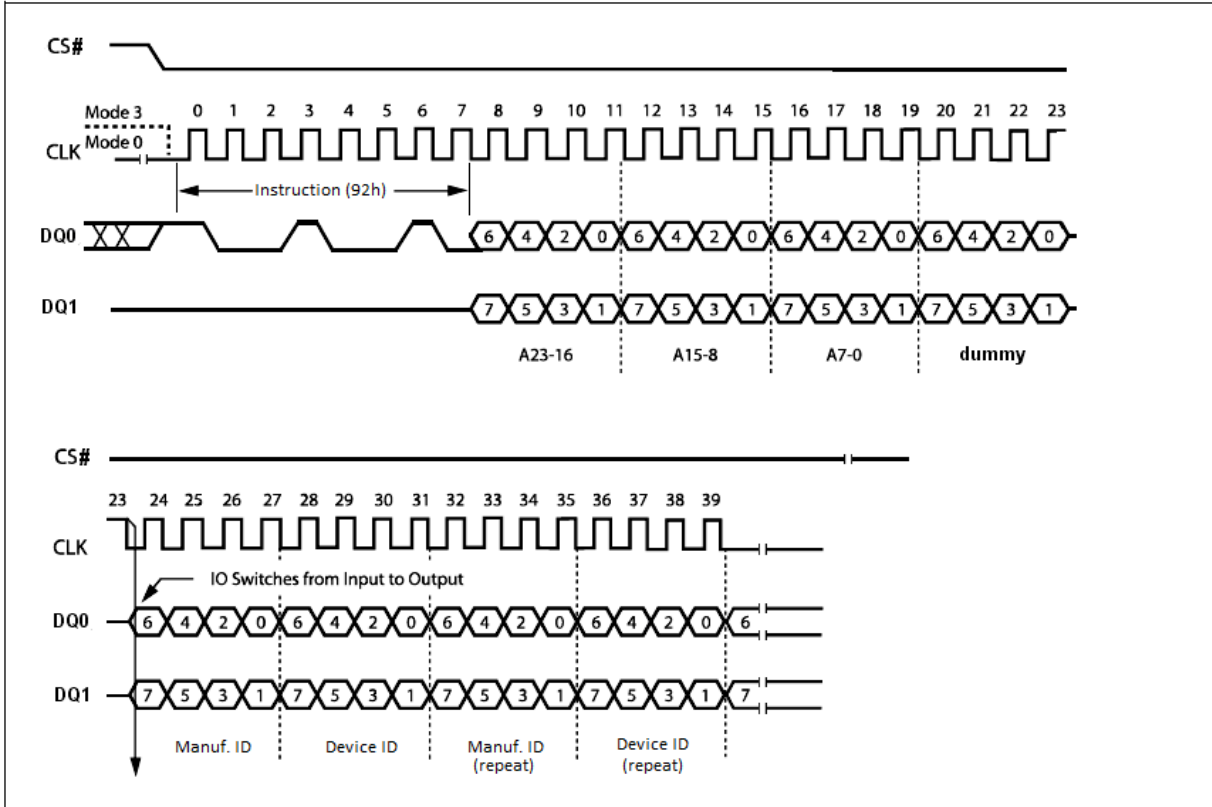 CS#
Mode 3
0 1 2 3 4 5 6 7 8 9 10 11 12 13 14 15 16 17 18 19 20 21 22 23
Mode 0
CLK
Instruction (92h)
DQ0 6 4 2 0 6 4 2 0 6 4 2 0 6 4 2 0
DQ1 7 5 3 1 7 5 3 1 7 5 3 1 7 5 3 1
A23-16 A15-8 A7-0 dummy
CS#
23 24 25 26 27 28 29 30 31 32 33 34 35 36 37 38 39
CLK
IO Switches from Input to Output
DQ0 6 4 2 0 6 4 2 0 6 4 2 0 6 4 2 0 6
DQ1 7 5 3 1 7 5 3 1 7 5 3 1 7 5 3 1 7
Manuf. ID Device ID Manuf. ID Device ID
(repeat) (repeat)